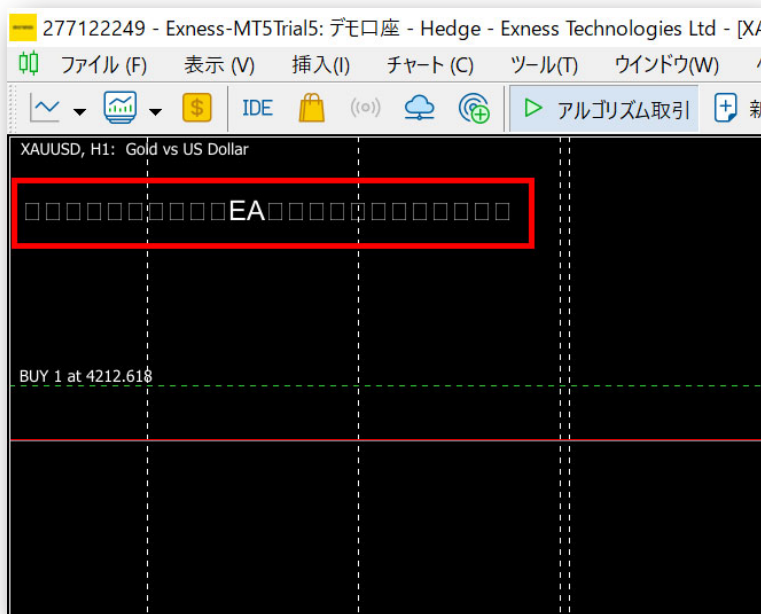 277122249 - Exness-MT5Trial5: デモ口座 - Hedge - Exness Technologies Ltd - [XA
ファイル (F) 表示 (V) 挿入(I) チャート (C) ツール(T) ウインドウ(W)
IDE アルゴリズム取引 新
XAUUSD, H1: Gold vs US Dollar
□□□□□□□□□□EA□□□□□□□□□□□□
BUY 1 at 4212.618